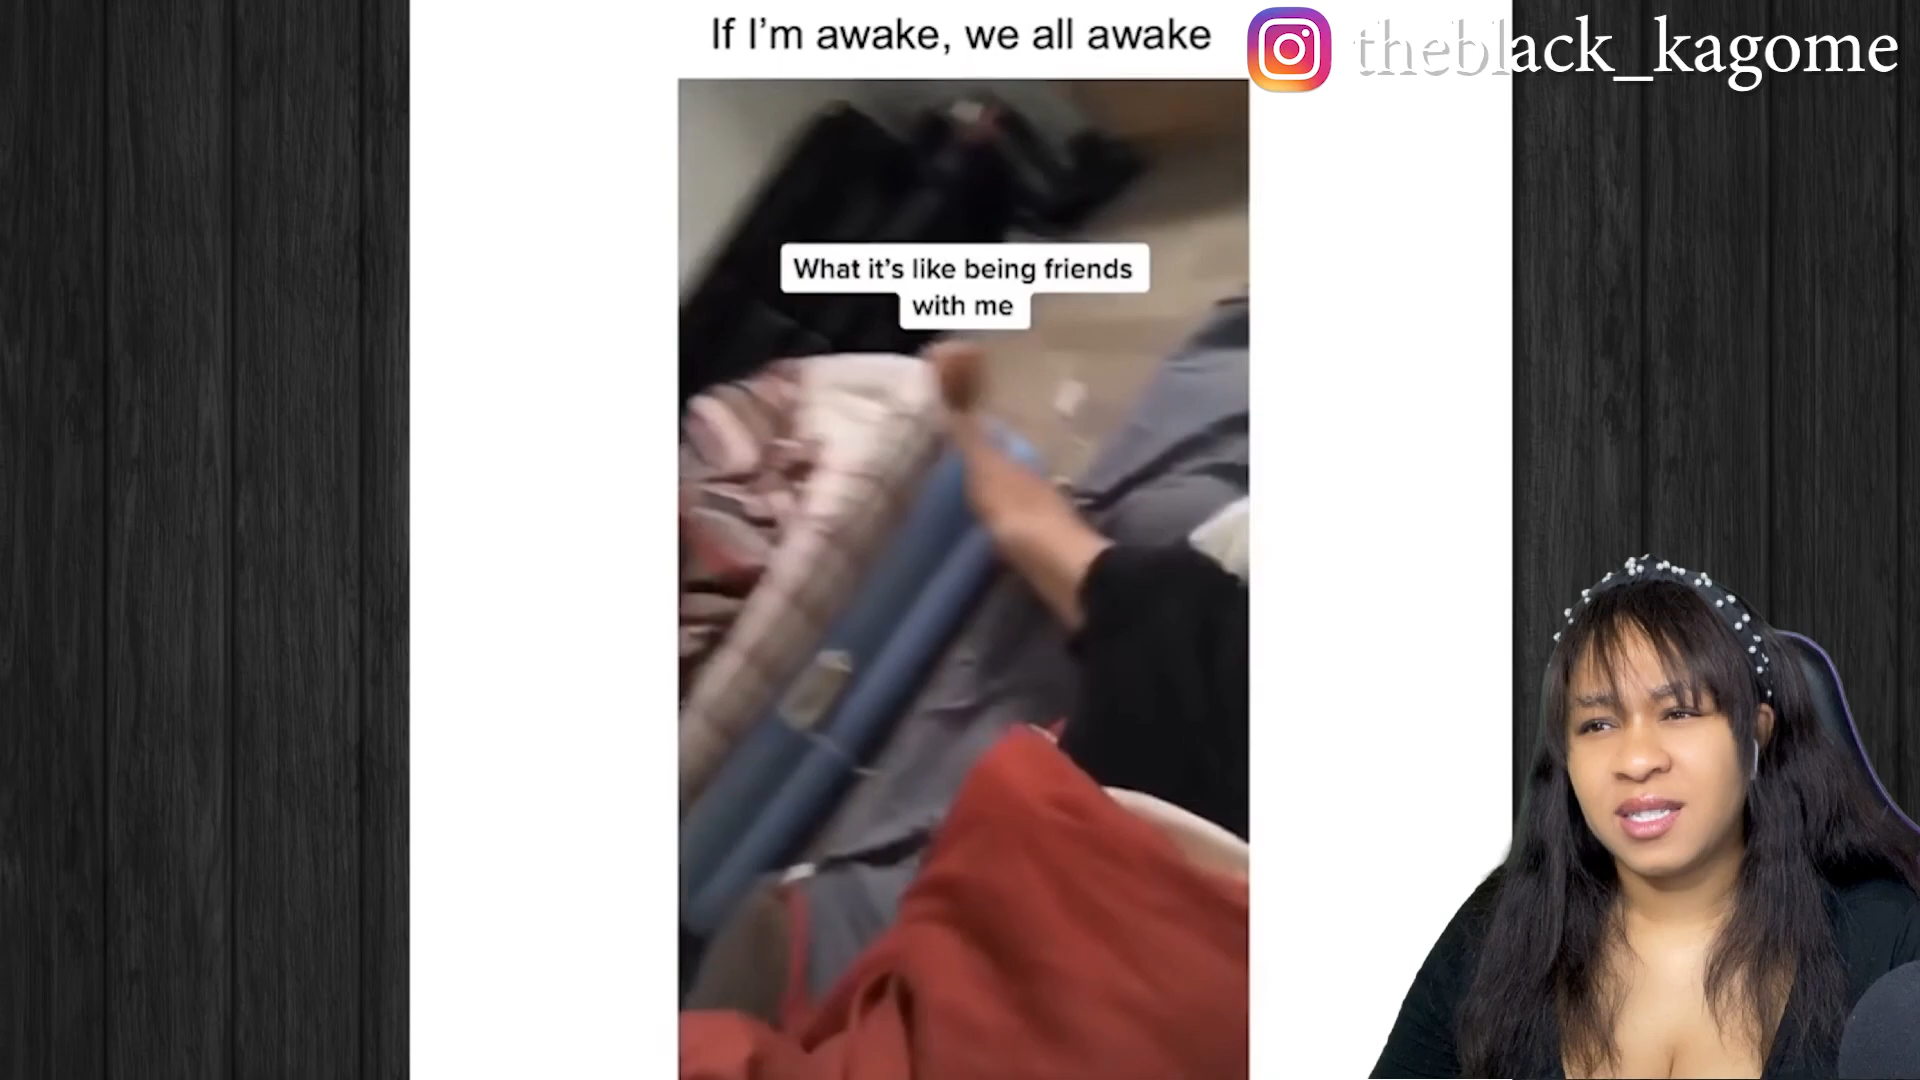 If I'm awake, we all awake
theblack_kagome
What it's like being friends
with me